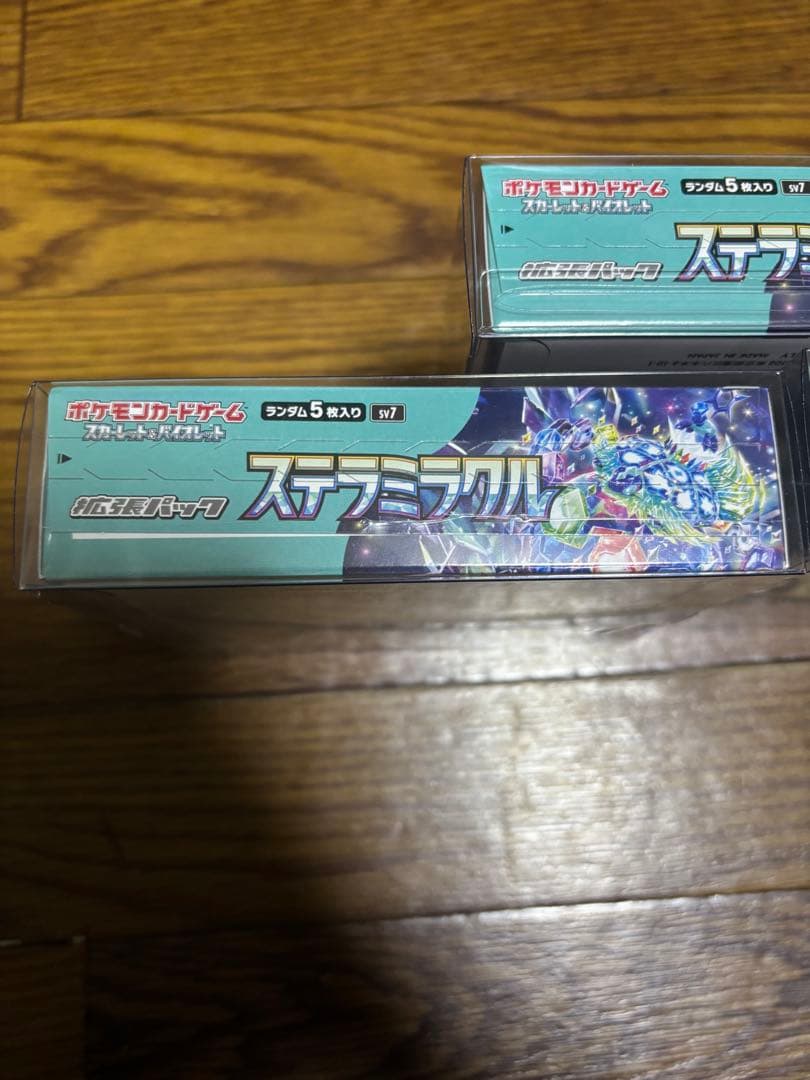 ポケモンカードゲーム
スカーレット&バイオレット
ランダム5枚入り
SV7
拡張パック
ステラミ
ポケモンカードゲーム
スカーレット&バイオレット
ランダム5枚入り
SV7
拡張パック
ステラミラクル